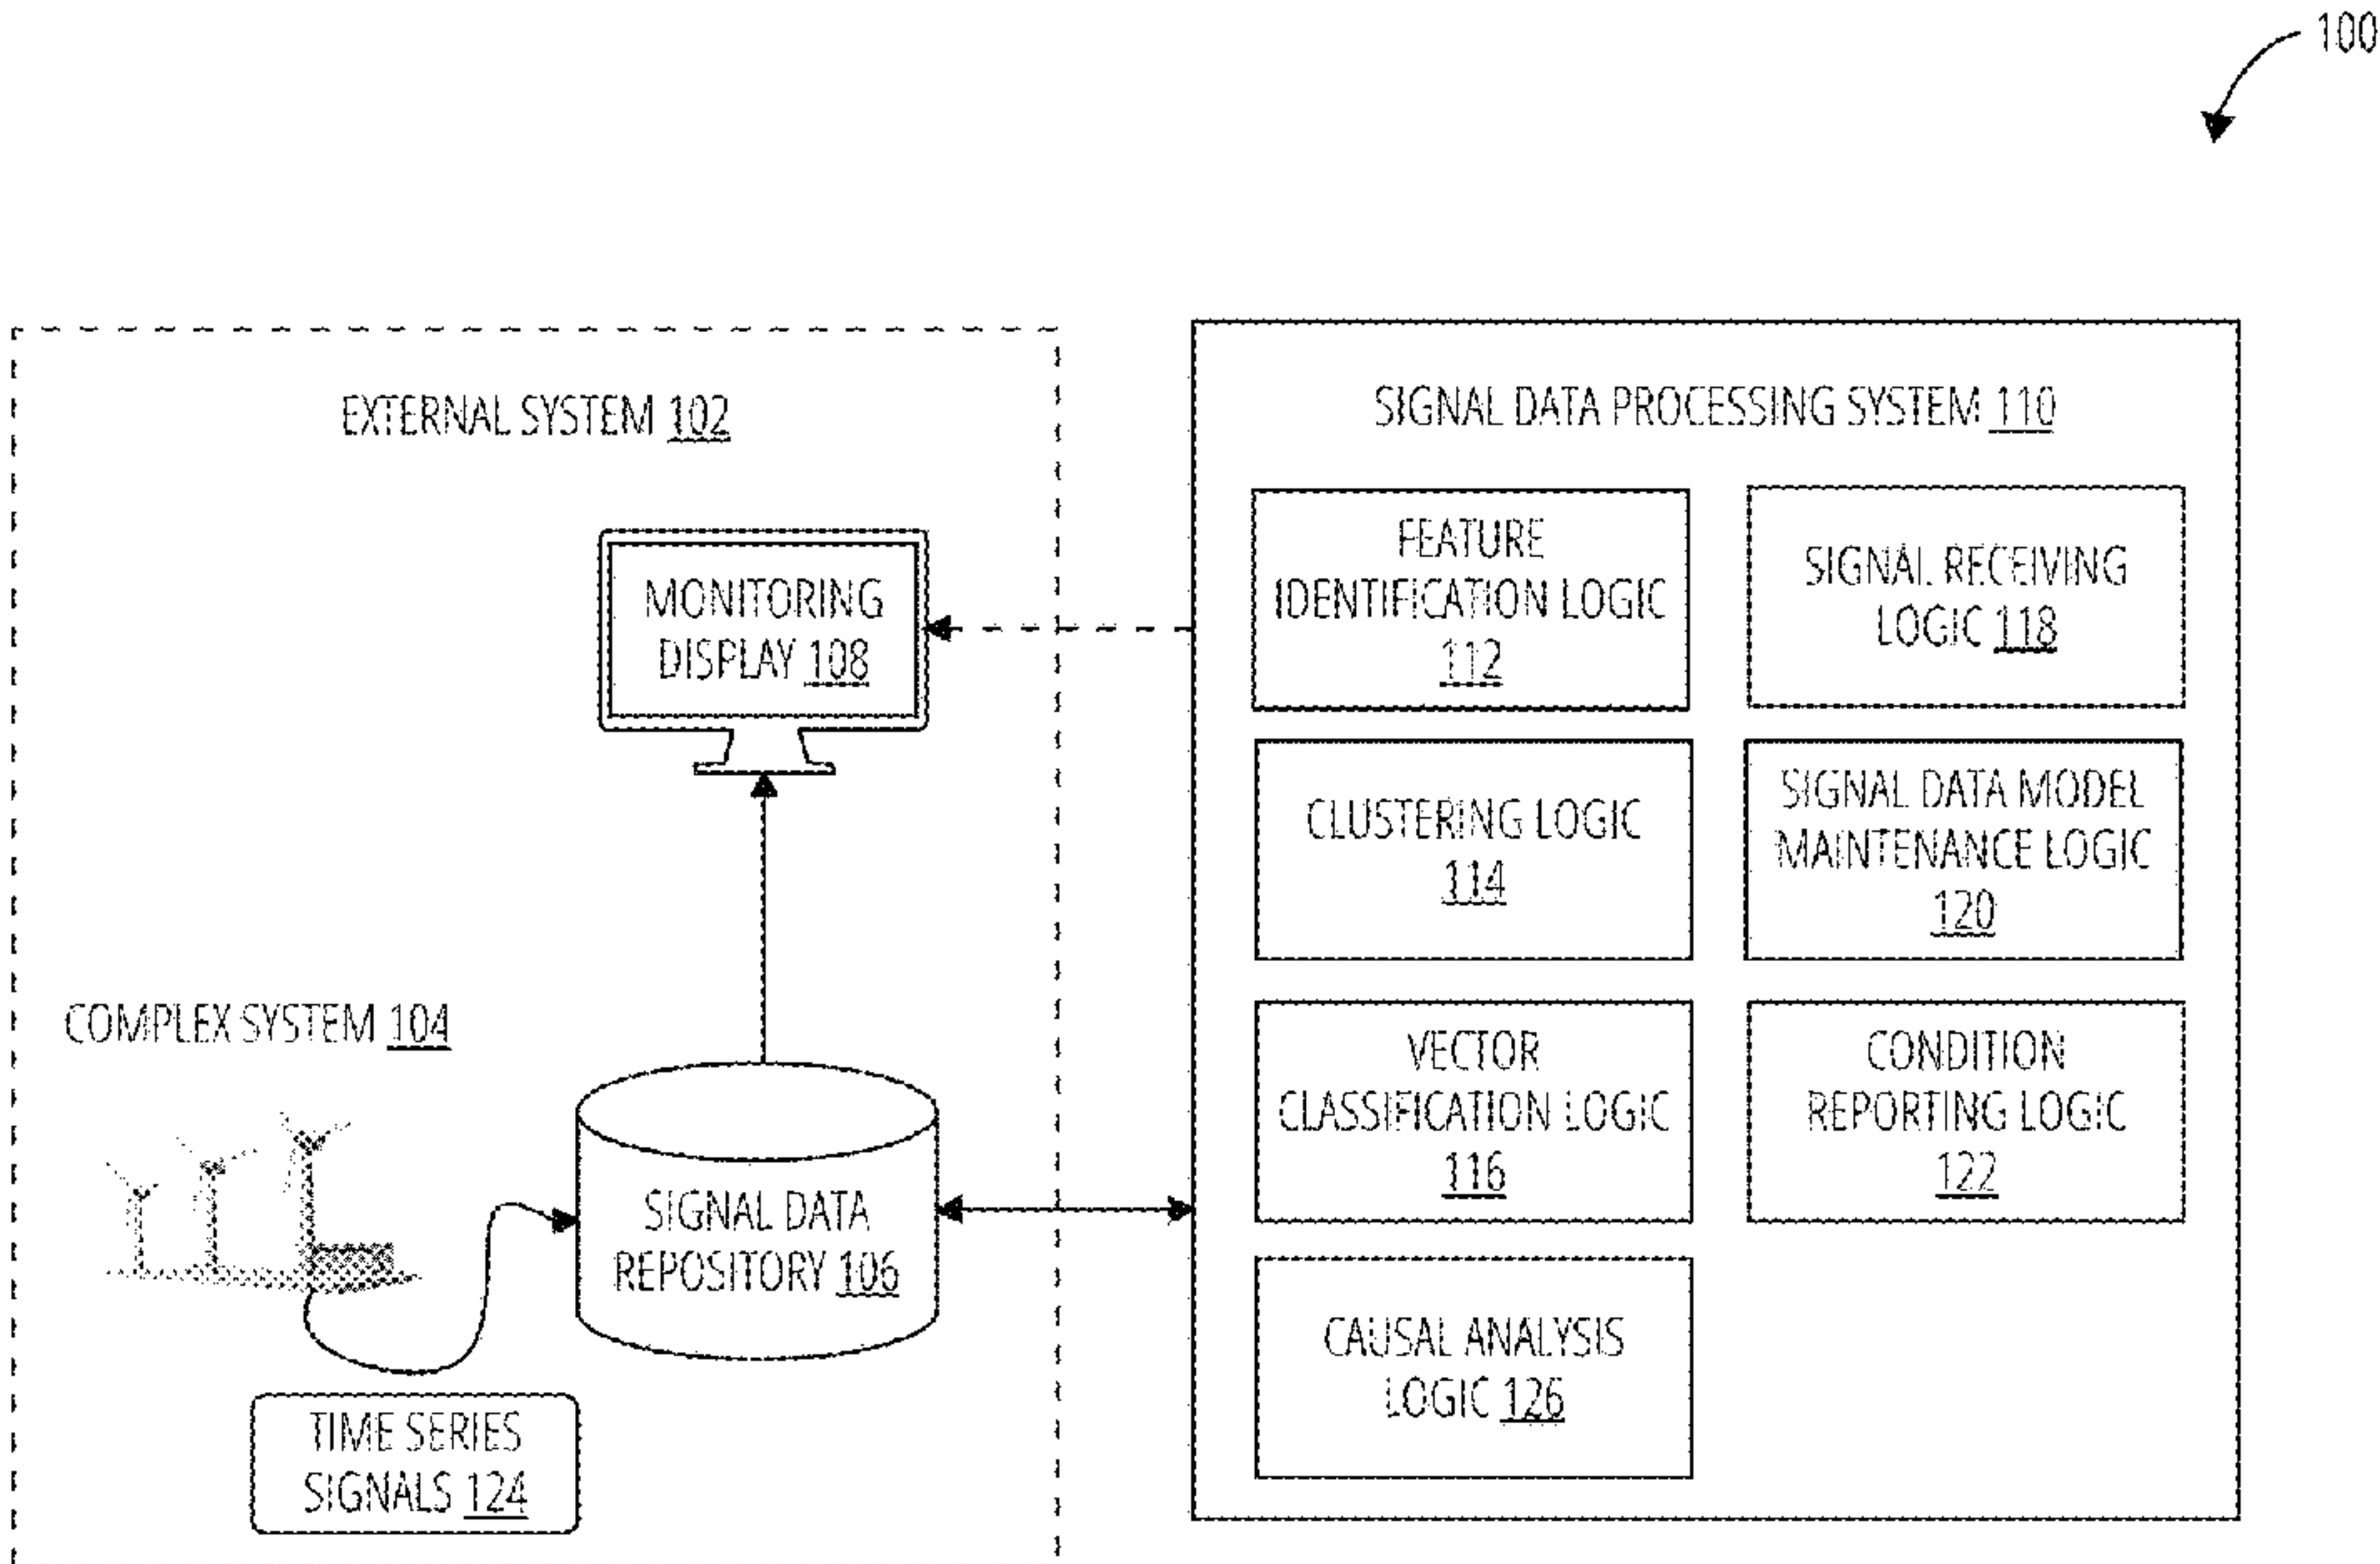 100
EXTERNAL SYSTEM 102
MONITORING
DISPLAY 108
COMPLEX SYSTEM 104
SIGNAL DATA
REPOSITORY 106
TIME SERIES
SIGNALS 124
SIGNAL DATA PROCESSING SYSTEM 110
FEATURE
IDENTIFICATION LOGIC
112
SIGNAL RECEIVING
LOGIC 118
CLUSTERING LOGIC
114
SIGNAL DATA MODEL
MAINTENANCE LOGIC
120
VECTOR
CLASSIFICATION LOGIC
116
CONDITION
REPORTING LOGIC
122
CAUSAL ANALYSIS
LOGIC 126